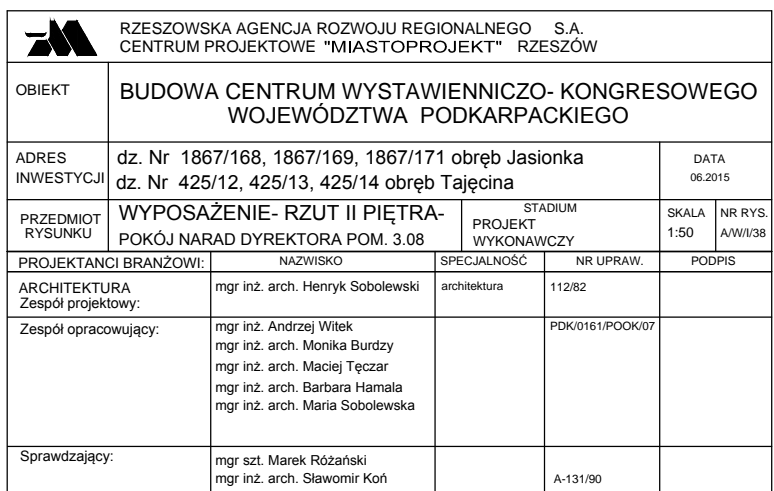 RZESZOWSKA AGENCJA ROZWOJU REGIONALNEGO S.A.
CENTRUM PROJEKTOWE "MIASTOPROJEKT" RZESZÓW
OBIEKT
BUDOWA CENTRUM WYSTAWIENNICZO- KONGRESOWEGO
WOJEWÓDZTWA PODKARPACKIEGO
ADRES
INWESTYCJI
dz. Nr 1867/168, 1867/169, 1867/171 obręb Jasionka
dz. Nr 425/12, 425/13, 425/14 obręb Tajęcina
DATA
06.2015
PRZEDMIOT
RYSUNKU
WYPOSAŻENIE- RZUT II PIĘTRA-
POKÓJ NARAD DYREKTORA POM. 3.08
STADIUM
PROJEKT
WYKONAWCZY
SKALA
1:50
NR RYS.
A/W/I/38
PROJEKTANCI BRANŻOWI: NAZWISKO SPECJALNOŚĆ NR UPRAW. PODPIS
ARCHITEKTURA
Zespół projektowy:
mgr inż. arch. Henryk Sobolewski architektura 112/82
Zespół opracowujący:
mgr inż. Andrzej Witek PDK/0161/POOK/07
mgr inż. arch. Monika Burdzy
mgr inż. arch. Maciej Tęczar
mgr inż. arch. Barbara Hamala
mgr inż. arch. Maria Sobolewska
Sprawdzający:
mgr szt. Marek Różański
mgr inż. arch. Sławomir Koń A-131/90